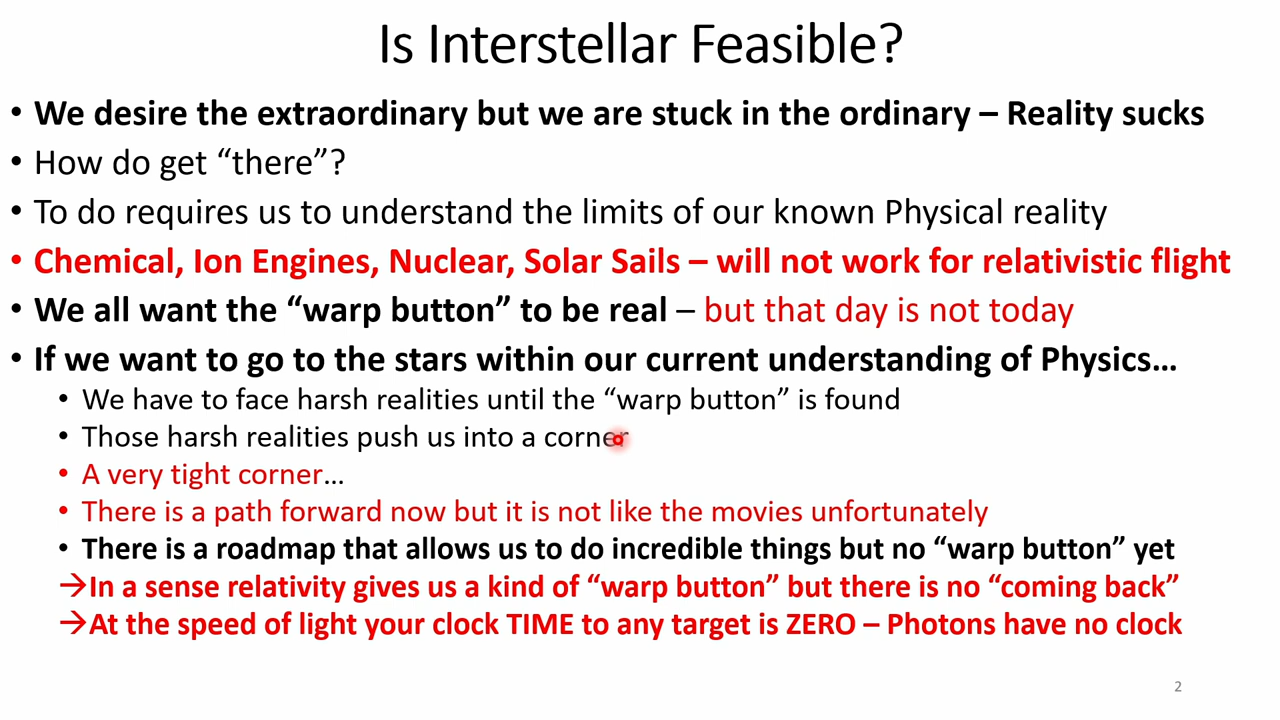 Is Interstellar Feasible?
• We desire the extraordinary but we are stuck in the ordinary – Reality sucks
• How do get “there”?
• To do requires us to understand the limits of our known Physical reality
• Chemical, Ion Engines, Nuclear, Solar Sails – will not work for relativistic flight
• We all want the “warp button” to be real – but that day is not today
• If we want to go to the stars within our current understanding of Physics…
• We have to face harsh realities until the “warp button” is found
• Those harsh realities push us into a corner
• A very tight corner…
• There is a path forward now but it is not like the movies unfortunately
• There is a roadmap that allows us to do incredible things but no “warp button” yet
→In a sense relativity gives us a kind of “warp button” but there is no “coming back”
→At the speed of light your clock TIME to any target is ZERO – Photons have no clock
2